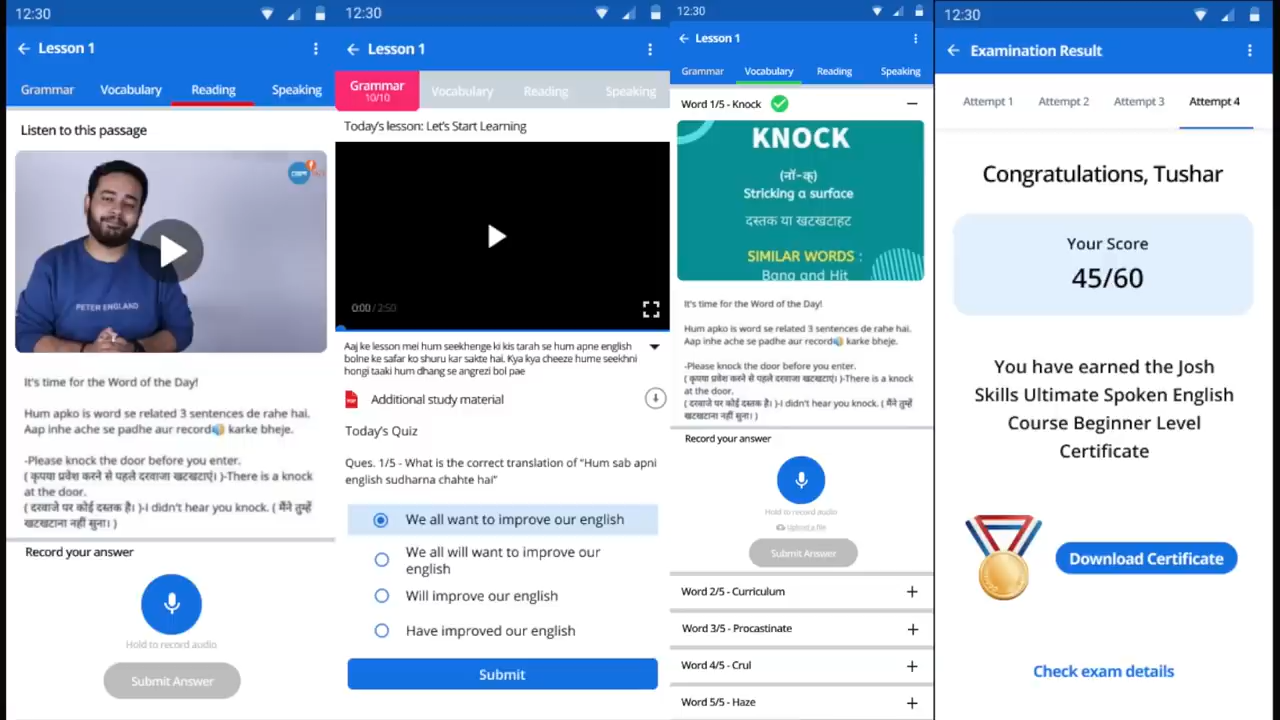 12:30
Lesson 1
Grammar
Vocabulary
Reading
Speaking
Listen to this passage
PETER ENGLAND
It's time for the Word of the Day!
Hum apko is word se related 3 sentences de rahe hai.
Aap inhe ache se padhe aur record karke bheje.
-Please knock the door before you enter.
( कृपया प्रवेश करने से पहले दरवाजा खटखटाएं। )-There is a knock
at the door.
( दरवाजे पर कोई दस्तक है। )-I didn't hear you knock. ( मैंने तुम्हें
खटखटाना नहीं सुना। )
Record your answer
Hold to record audio
Submit Answer
12:30
Lesson 1
Grammar
10/10
Vocabulary
Reading
Speaking
Today's lesson: Let's Start Learning
0:00 / 2:50
Aaj ke lesson mei hum seekhenge ki kis tarah se hum apne english
bolne ke safar ko shuru kar sakte hai. Kya kya cheeze hume seekhni
hongi taaki hum dhang se angrezi bol pae
Additional study material
Today's Quiz
Ques. 1/5 - What is the correct translation of "Hum sab apni
english sudharna chahte hai"
We all want to improve our english
We all will want to improve our
english
Will improve our english
Have improved our english
Submit
12:30
Lesson 1
Grammar
Vocabulary
Reading
Speaking
Word 1/5 - Knock
KNOCK
(नॉ-क्)
Stricking a surface
दस्तक या खटखटाहट
SIMILAR WORDS :
Bang and Hit
It's time for the Word of the Day!
Hum apko is word se related 3 sentences de rahe hai.
Aap inhe ache se padhe aur record karke bheje.
-Please knock the door before you enter.
( कृपया प्रवेश करने से पहले दरवाजा खटखटाएं। )-There is a knock
at the door.
( दरवाजे पर कोई दस्तक है। )-I didn't hear you knock. ( मैंने तुम्हें
खटखटाना नहीं सुना। )
Record your answer
Hold to record audio
Upload a file
Submit Answer
Word 2/5 - Curriculum
Word 3/5 - Procastinate
Word 4/5 - Crul
Word 5/5 - Haze
12:30
Examination Result
Attempt 1
Attempt 2
Attempt 3
Attempt 4
Congratulations, Tushar
Your Score
45/60
You have earned the Josh
Skills Ultimate Spoken English
Course Beginner Level
Certificate
Download Certificate
Check exam details